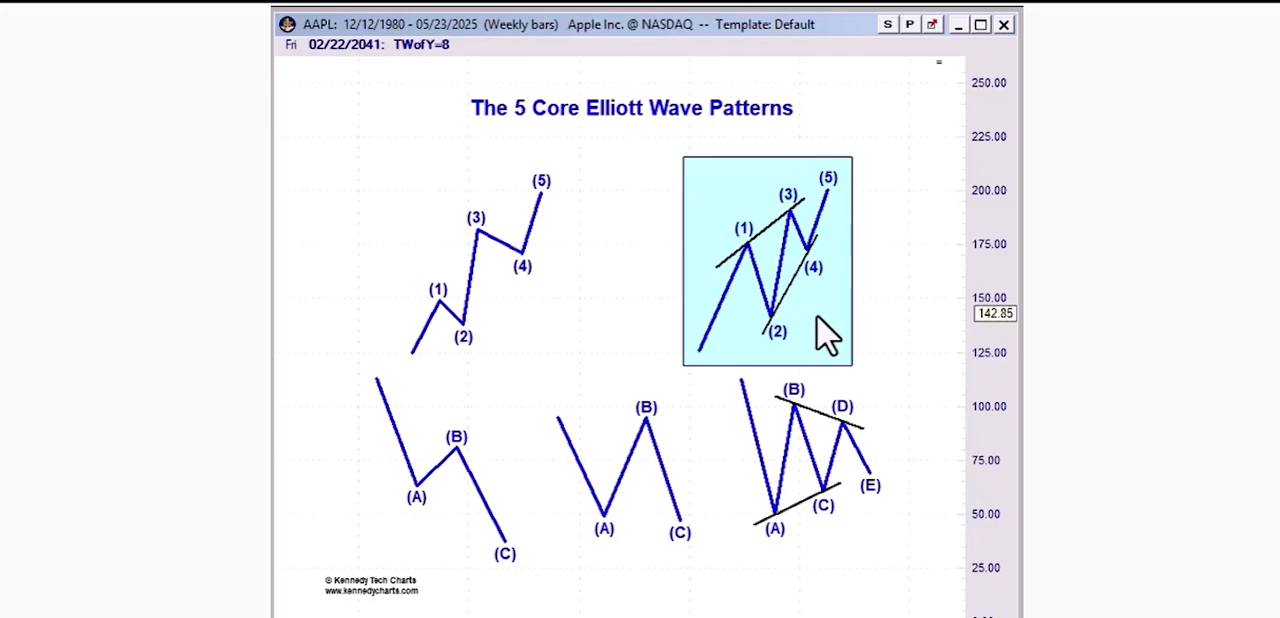 AAPL: 12/12/1980 - 05/23/2025 (Weekly bars) Apple Inc. @ NASDAQ -- Template: Default
S P
Fri 02/22/2041: TWofY=8
=
The 5 Core Elliott Wave Patterns
250.00
225.00
200.00
175.00
150.00
142.85
125.00
100.00
75.00
50.00
25.00
(1)
(2)
(3)
(4)
(5)
(1)
(2)
(3)
(4)
(5)
(A)
(B)
(C)
(A)
(B)
(C)
(A)
(B)
(C)
(D)
(E)
© Kennedy Tech Charts
www.kennedycharts.com